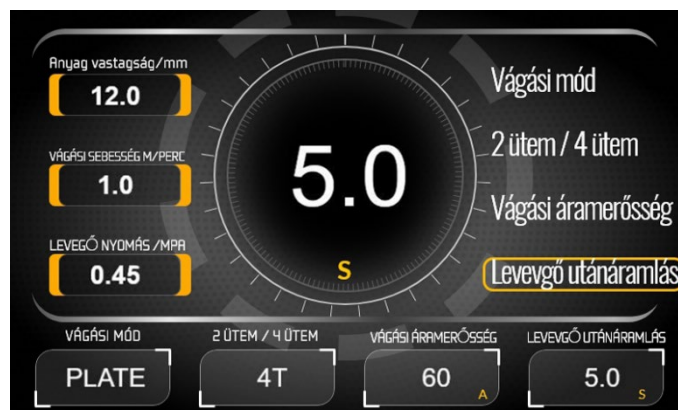 Anyag vastagság/mm
12.0
VÁGÁSI SEBESSÉG M/PERC
1.0
LEVEGŐ NYOMÁS /MPA
0.45
5.0
S
Vágási mód
2 ütem / 4 ütem
Vágási áramerősség
Levevgő utánáramlás
VÁGÁSI MÓD
PLATE
2 ÜTEM / 4 ÜTEM
4T
VÁGÁSI ÁRAMERŐSSÉG
60 A
LEVEVGŐ UTÁNÁRAMLÁS
5.0 S